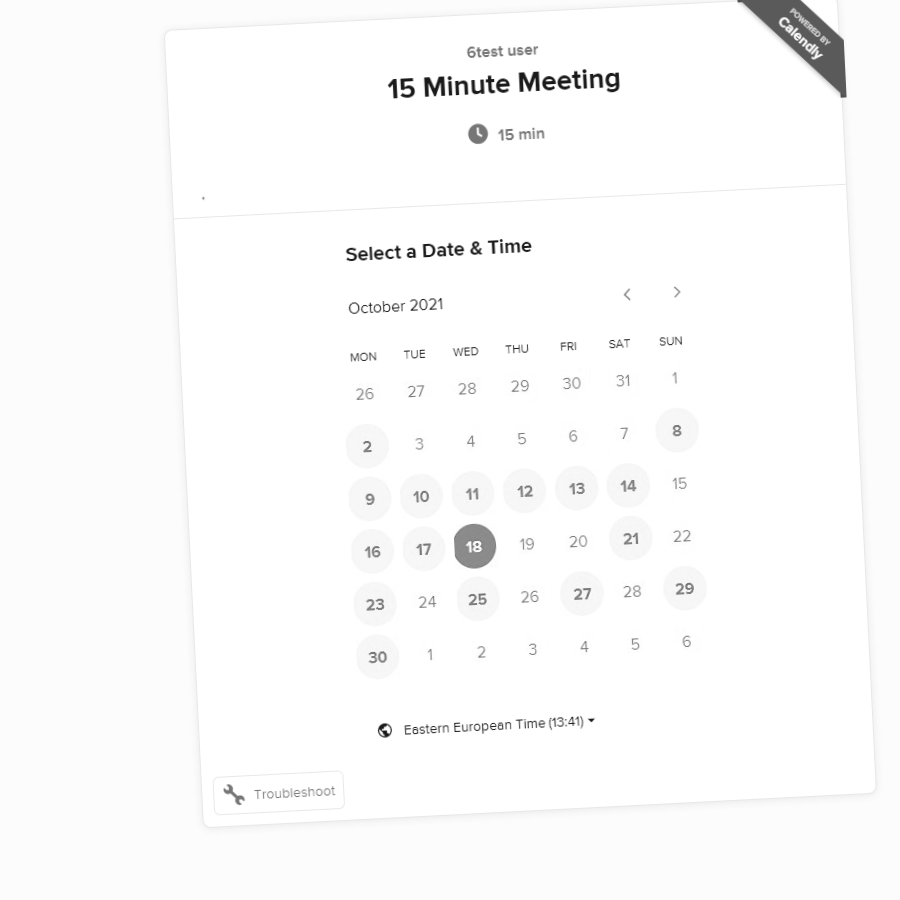 POWERED BY
Calendly
6test user
15 Minute Meeting
15 min
.
Select a Date & Time
October 2021
MON TUE WED THU FRI SAT SUN
26 27 28 29 30 31 1
2 3 4 5 6 7 8
9 10 11 12 13 14 15
16 17 18 19 20 21 22
23 24 25 26 27 28 29
30 1 2 3 4 5 6
Eastern European Time (13:41)
Troubleshoot